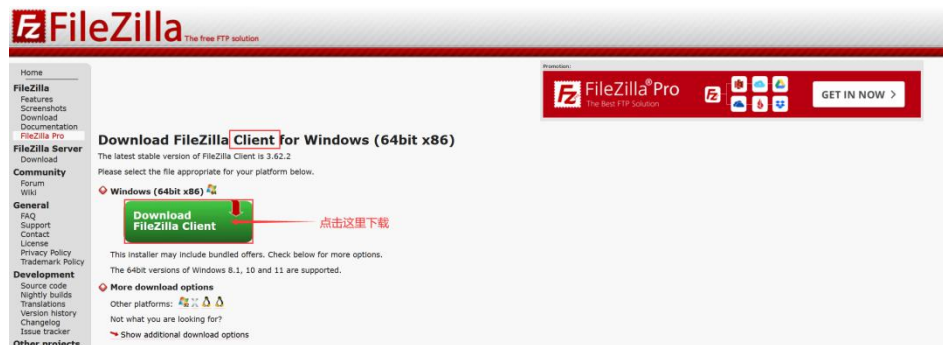 FileZilla The free FTP solution
Home
FileZilla
Features
Screenshots
Download
Documentation
FileZilla Pro
FileZilla Server
Download
Community
Forum
Wiki
General
FAQ
Support
Contact
License
Privacy Policy
Trademark Policy
Development
Source code
Nightly builds
Translations
Version history
Changelog
Issue tracker
Other projects
Promotion:
FileZilla® Pro
The Best FTP Solution
GET IN NOW >
Download FileZilla Client for Windows (64bit x86)
The latest stable version of FileZilla Client is 3.62.2
Please select the file appropriate for your platform below.
Windows (64bit x86)
Download
FileZilla Client
点击这里下载
This installer may include bundled offers. Check below for more options.
The 64bit versions of Windows 8.1, 10 and 11 are supported.
More download options
Other platforms:
Not what you are looking for?
Show additional download options